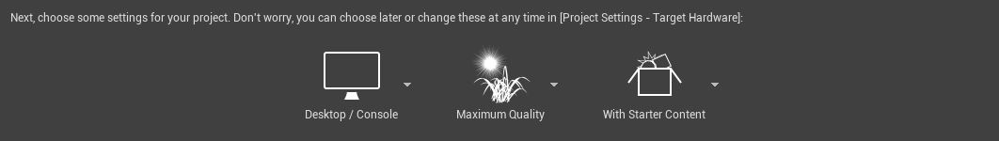 Next, choose some settings for your project. Don't worry, you can choose later or change these at any time in [Project Settings - Target Hardware]:
Desktop / Console
Maximum Quality
With Starter Content